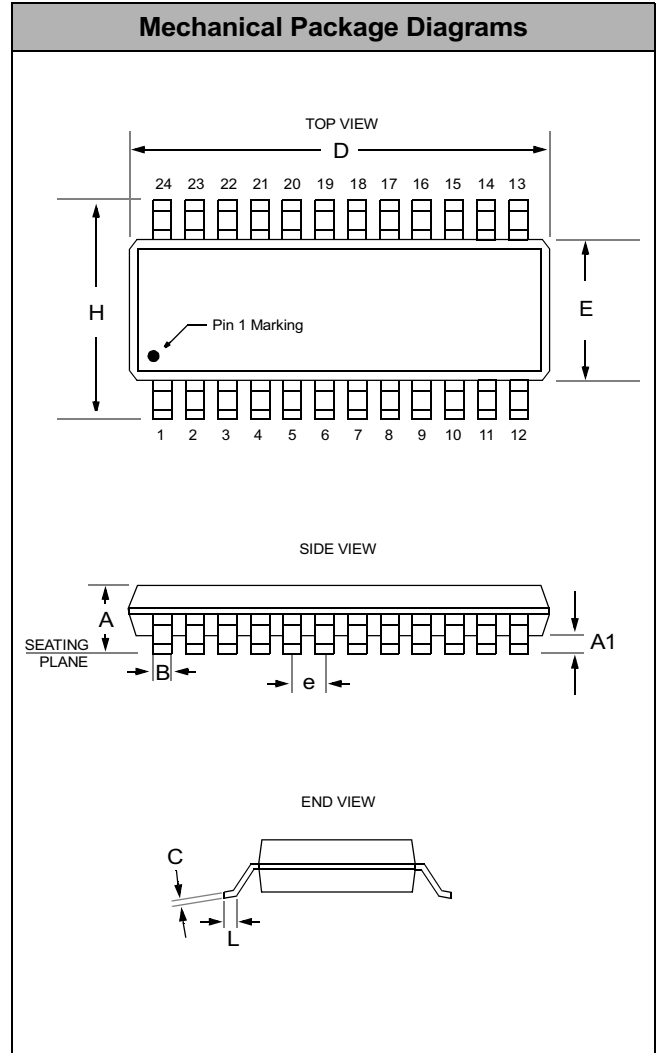 Mechanical Package Diagrams
TOP VIEW
D
24 23 22 21 20 19 18 17 16 15 14 13
H
E
Pin 1 Marking
1 2 3 4 5 6 7 8 9 10 11 12
SIDE VIEW
A
SEATING
PLANE
A1
B
e
END VIEW
C
L